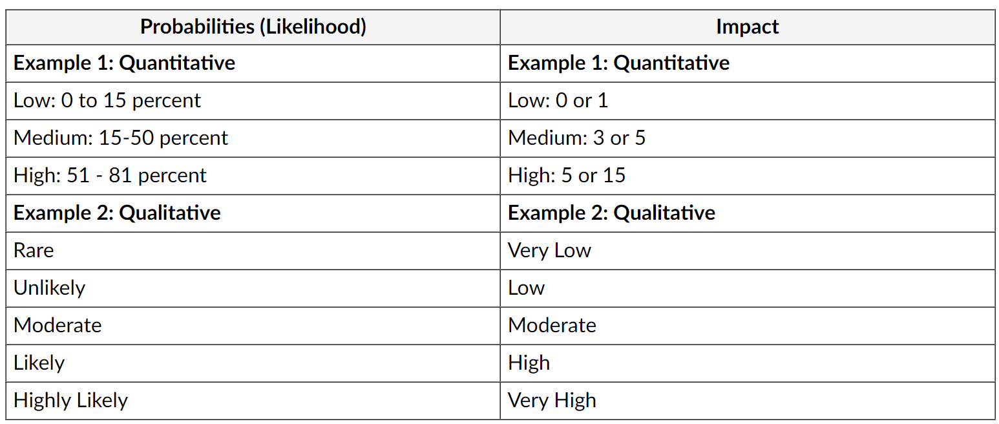 Probabilities (Likelihood) Impact
Example 1: Quantitative Example 1: Quantitative
Low: 0 to 15 percent Low: 0 or 1
Medium: 15-50 percent Medium: 3 or 5
High: 51 - 81 percent High: 5 or 15
Example 2: Qualitative Example 2: Qualitative
Rare Very Low
Unlikely Low
Moderate Moderate
Likely High
Highly Likely Very High